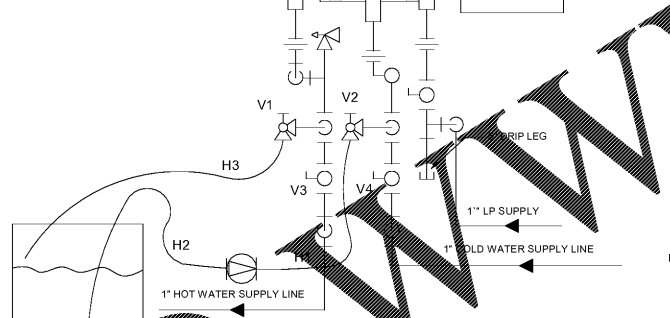 V1
V2
DRIP LEG
H3
V3
V4
1" LP SUPPLY
H2
H1
1" COLD WATER SUPPLY LINE
1" HOT WATER SUPPLY LINE
WW